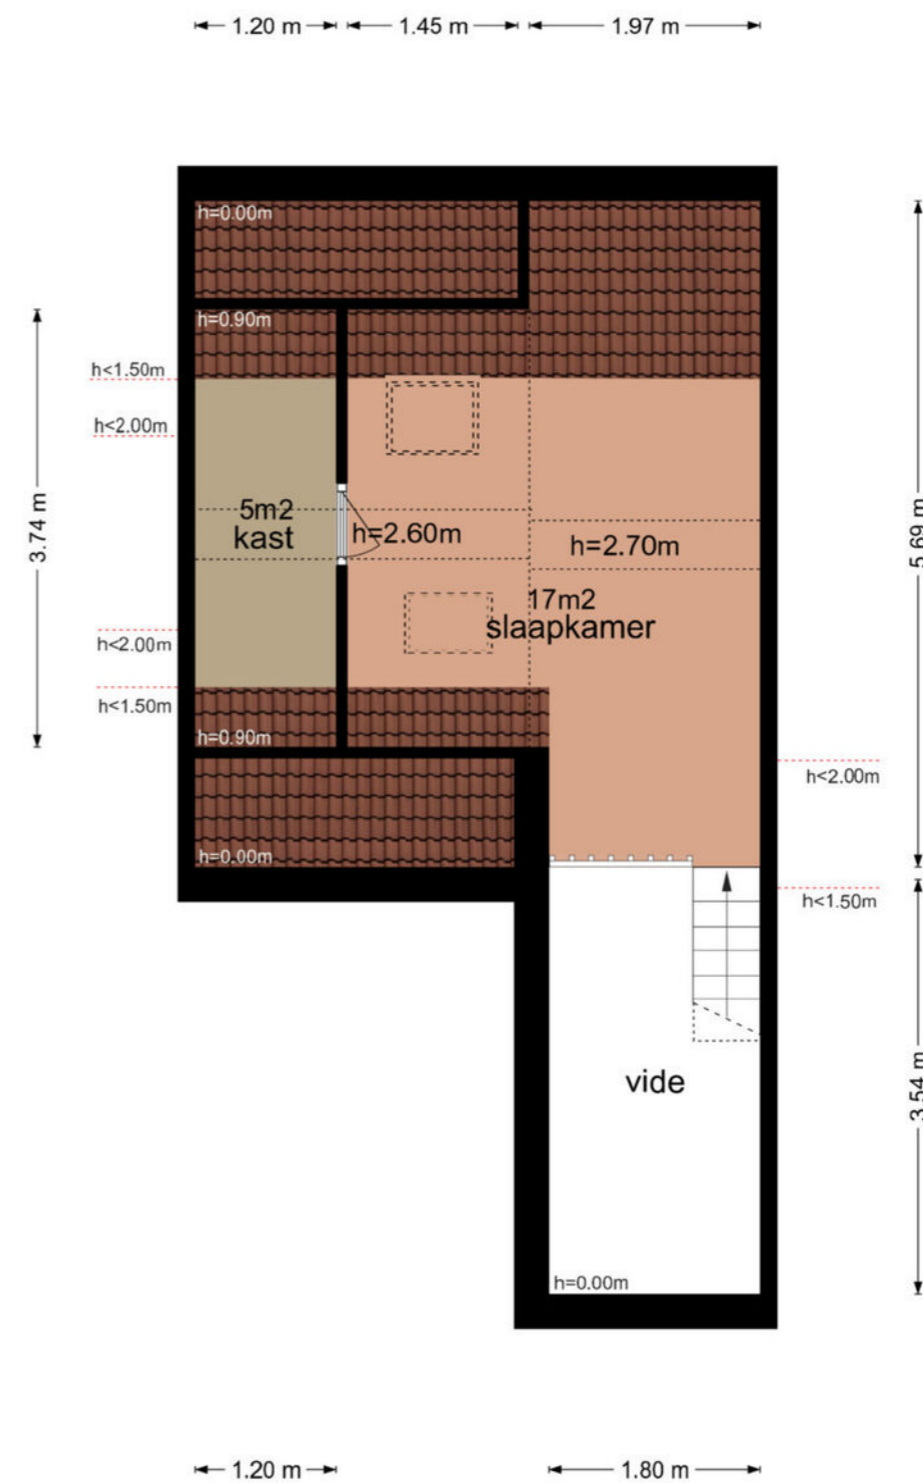 1.20 m
1.45 m
1.97 m
h=0.00m
h=0.90m
h<1.50m
h<2.00m
3.74 m
5.69 m
5m2
kast
h=2.60m
h=2.70m
17m2
slaapkamer
h<2.00m
h<1.50m
h=0.90m
h<2.00m
h=0.00m
h<1.50m
3.54 m
vide
h=0.00m
1.20 m
1.80 m